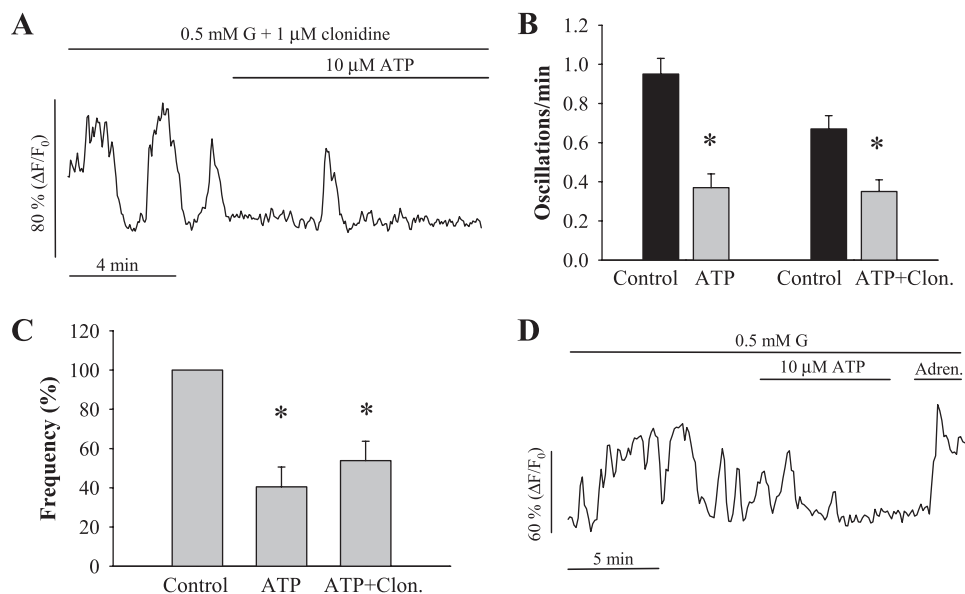 A
0.5 mM G + 1 μM clonidine
10 μM ATP
80 % (ΔF/F0)
4 min
B
Oscillations/min
1.2
1.0
0.8
0.6
0.4
0.2
0.0
*
*
Control ATP Control ATP+Clon.
C
Frequency (%)
120
100
80
60
40
20
0
*
*
Control ATP ATP+Clon.
D
0.5 mM G
10 μM ATP
Adren.
60 % (ΔF/F0)
5 min